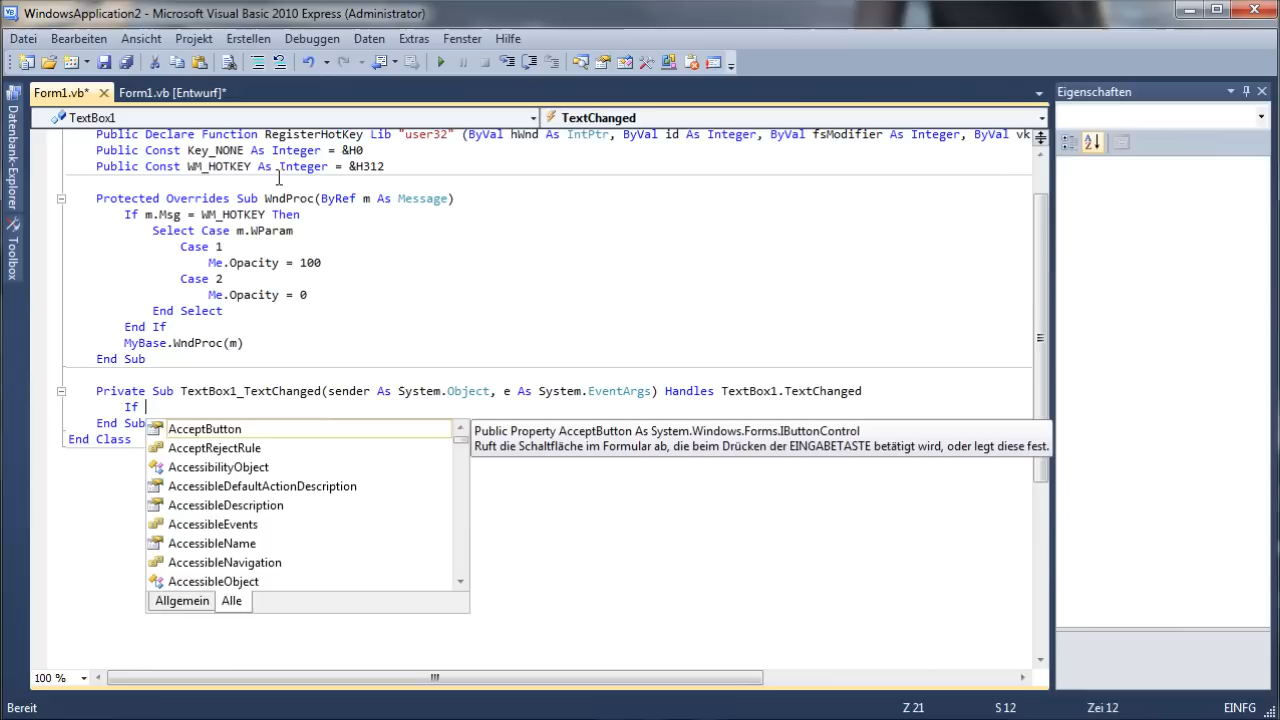 WindowsApplication2 - Microsoft Visual Basic 2010 Express (Administrator)
Datei Bearbeiten Ansicht Projekt Erstellen Debuggen Daten Extras Fenster Hilfe
Form1.vb* Form1.vb [Entwurf]*
TextBox1 TextChanged
Public Declare Function RegisterHotKey Lib "user32" (ByVal hWnd As IntPtr, ByVal id As Integer, ByVal fsModifier As Integer, ByVal vk
Public Const Key_NONE As Integer = &H0
Public Const WM_HOTKEY As Integer = &H312
Protected Overrides Sub WndProc(ByRef m As Message)
If m.Msg = WM_HOTKEY Then
Select Case m.WParam
Case 1
Me.Opacity = 100
Case 2
Me.Opacity = 0
End Select
End If
MyBase.WndProc(m)
End Sub
Private Sub TextBox1_TextChanged(sender As System.Object, e As System.EventArgs) Handles TextBox1.TextChanged
If
End Sub
End Class
AcceptButton
AcceptRejectRule
AccessibilityObject
AccessibleDefaultActionDescription
AccessibleDescription
AccessibleEvents
AccessibleName
AccessibleNavigation
AccessibleObject
Allgemein Alle
Public Property AcceptButton As System.Windows.Forms.IButtonControl
Ruft die Schaltfläche im Formular ab, die beim Drücken der EINGABETASTE betätigt wird, oder legt diese fest.
Datenbank-Explorer
Toolbox
Eigenschaften
100 %
Bereit Z 21 S 12 Zei 12 EINFG